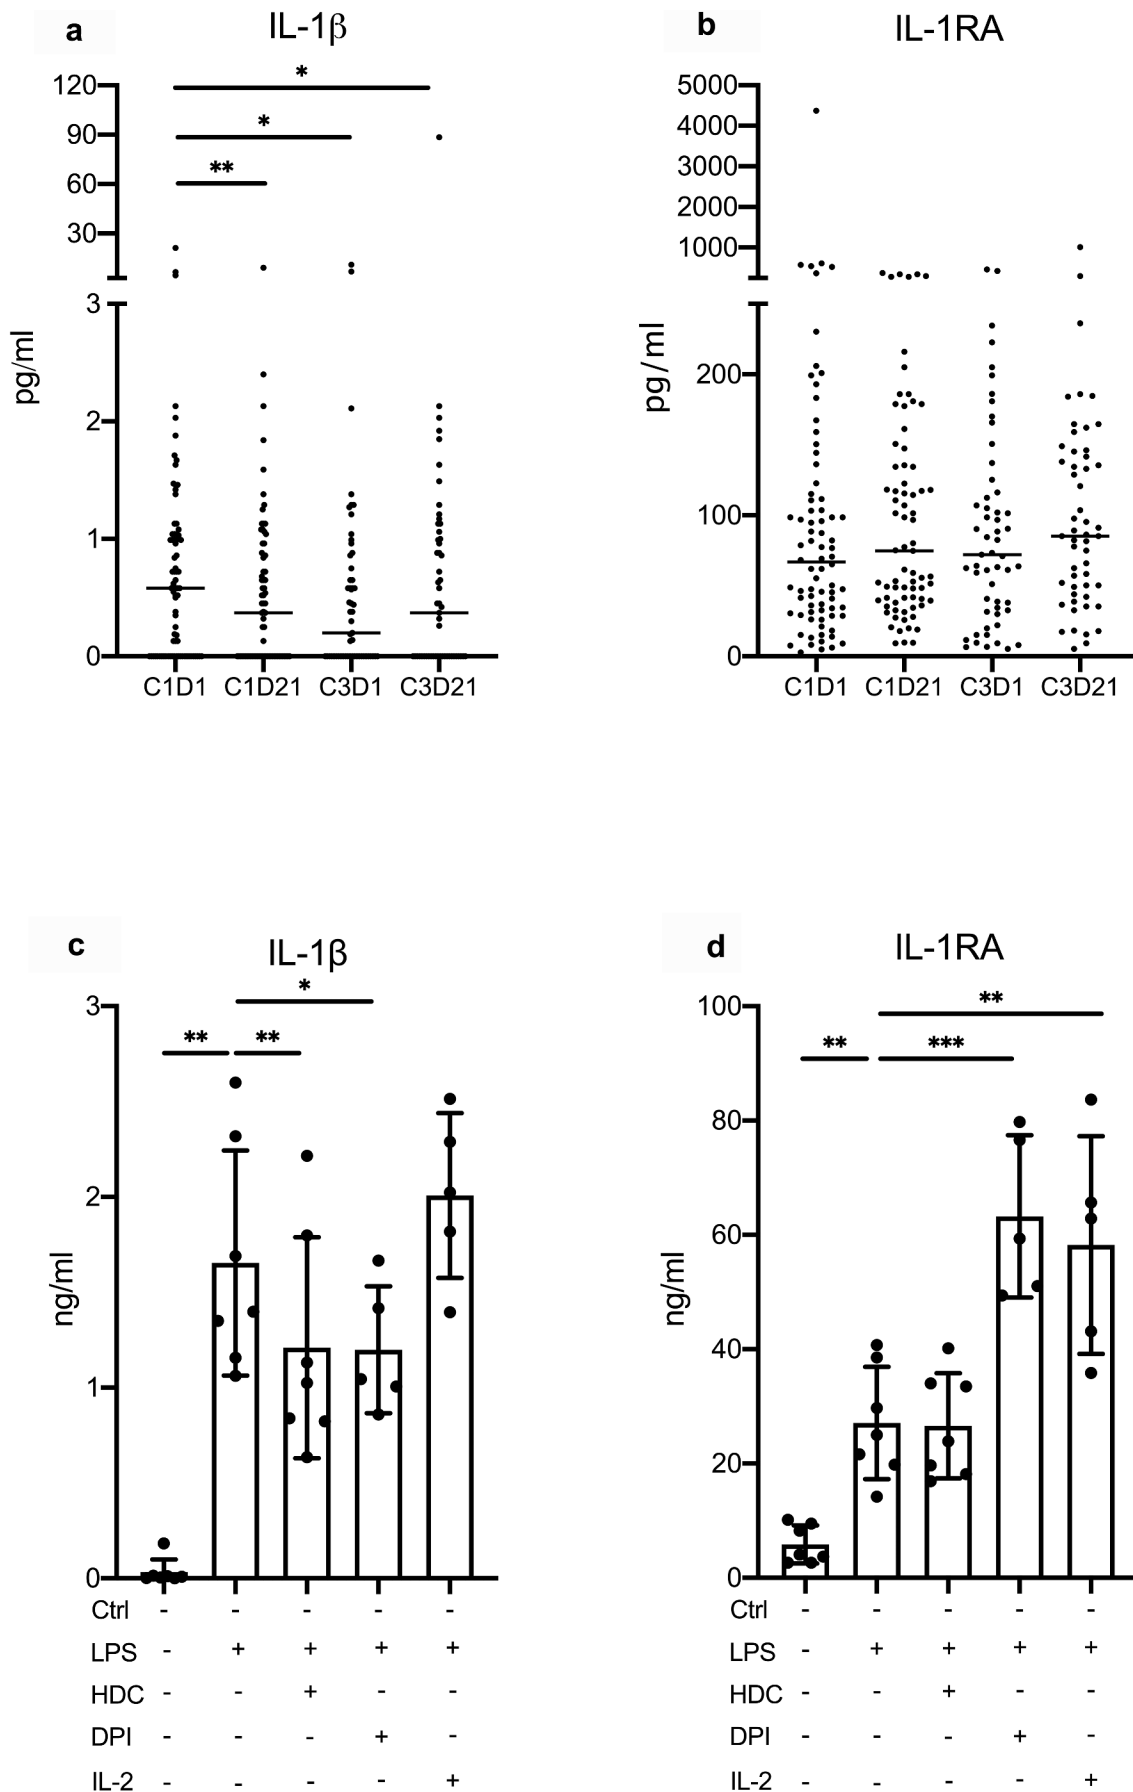 a IL-1β
*
*
**
120
90
60
30
3
2
1
0
pg/ml
C1D1 C1D21 C3D1 C3D21
b IL-1RA
5000
4000
3000
2000
1000
200
100
0
pg/ml
C1D1 C1D21 C3D1 C3D21
c IL-1β
*
** **
3
2
1
0
ng/ml
Ctrl - - - - -
LPS - + + + +
HDC - - + - -
DPI - - - + -
IL-2 - - - - +
d IL-1RA
**
** ***
100
80
60
40
20
0
ng/ml
Ctrl - - - - -
LPS - + + + +
HDC - - + - -
DPI - - - + -
IL-2 - - - - +